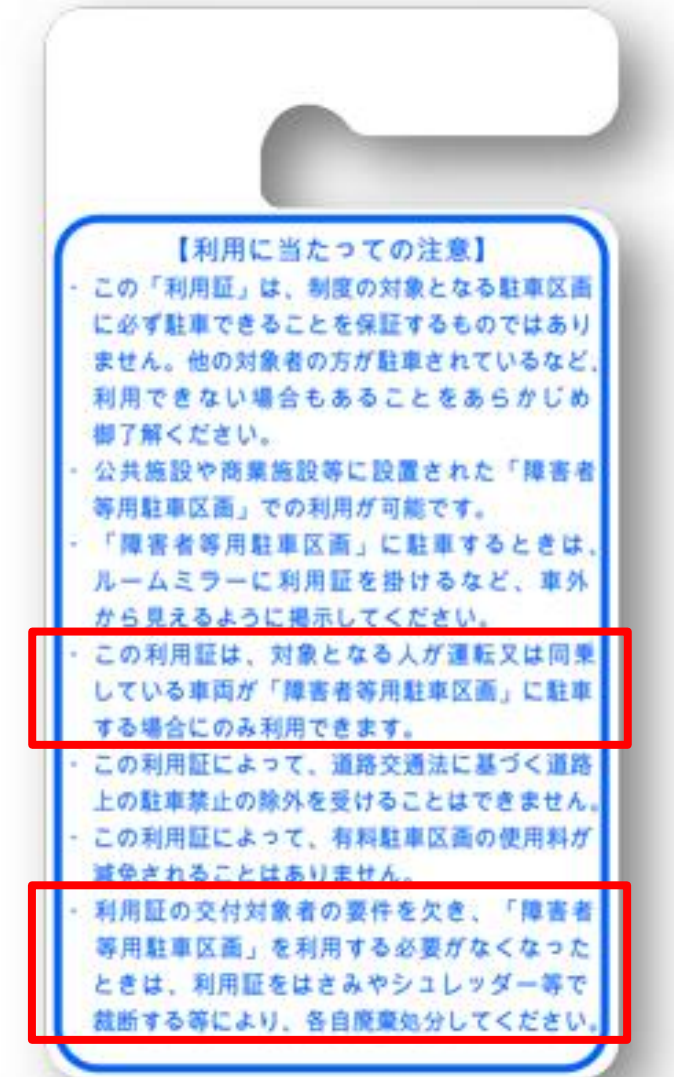 【利用に当たっての注意】
・ この「利用証」は、制度の対象となる駐車区画
に必ず駐車できることを保証するものではあり
ません。他の対象者の方が駐車されているなど、
利用できない場合もあることをあらかじめ
御了解ください。
・ 公共施設や商業施設等に設置された「障害者
等用駐車区画」での利用が可能です。
・ 「障害者等用駐車区画」に駐車するときは、
ルームミラーに利用証を掛けるなど、車外
から見えるように掲示してください。
・ この利用証は、対象となる人が運転又は同乗
している車両が「障害者等用駐車区画」に駐車
する場合にのみ利用できます。
・ この利用証によって、道路交通法に基づく道路
上の駐車禁止の除外を受けることはできません。
・ この利用証によって、有料駐車区画の使用料が
減免されることはありません。
・ 利用証の交付対象者の要件を欠き、「障害者
等用駐車区画」を利用する必要がなくなった
ときは、利用証をはさみやシュレッダー等で
裁断する等により、各自廃棄処分してください。